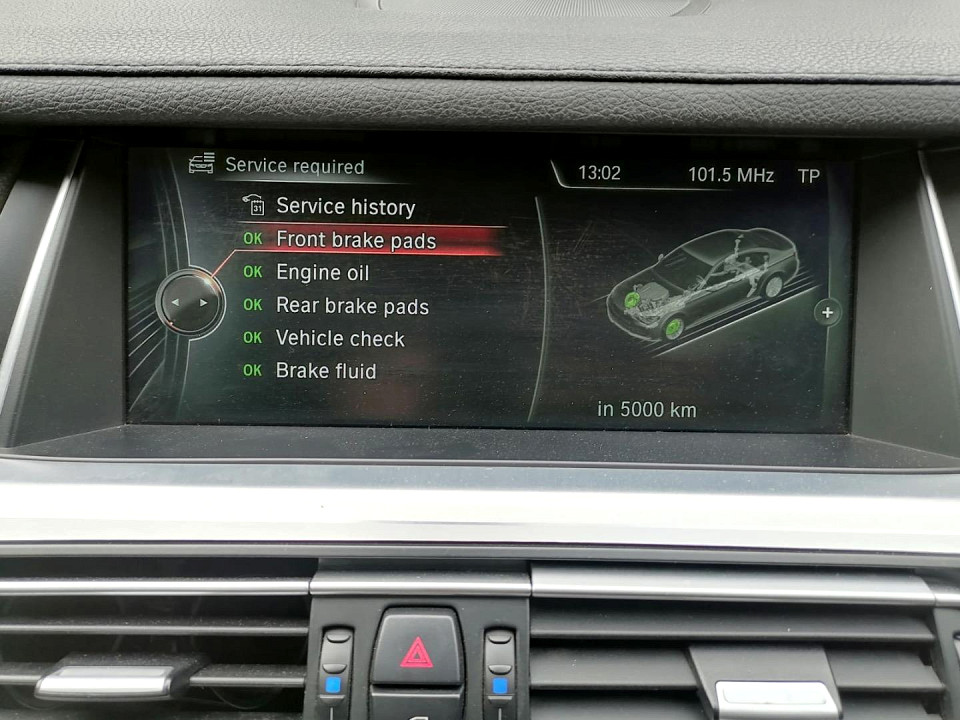 Service required
13:02 101.5 MHz TP
31 Service history
OK Front brake pads
OK Engine oil
OK Rear brake pads
OK Vehicle check
OK Brake fluid
+
in 5000 km